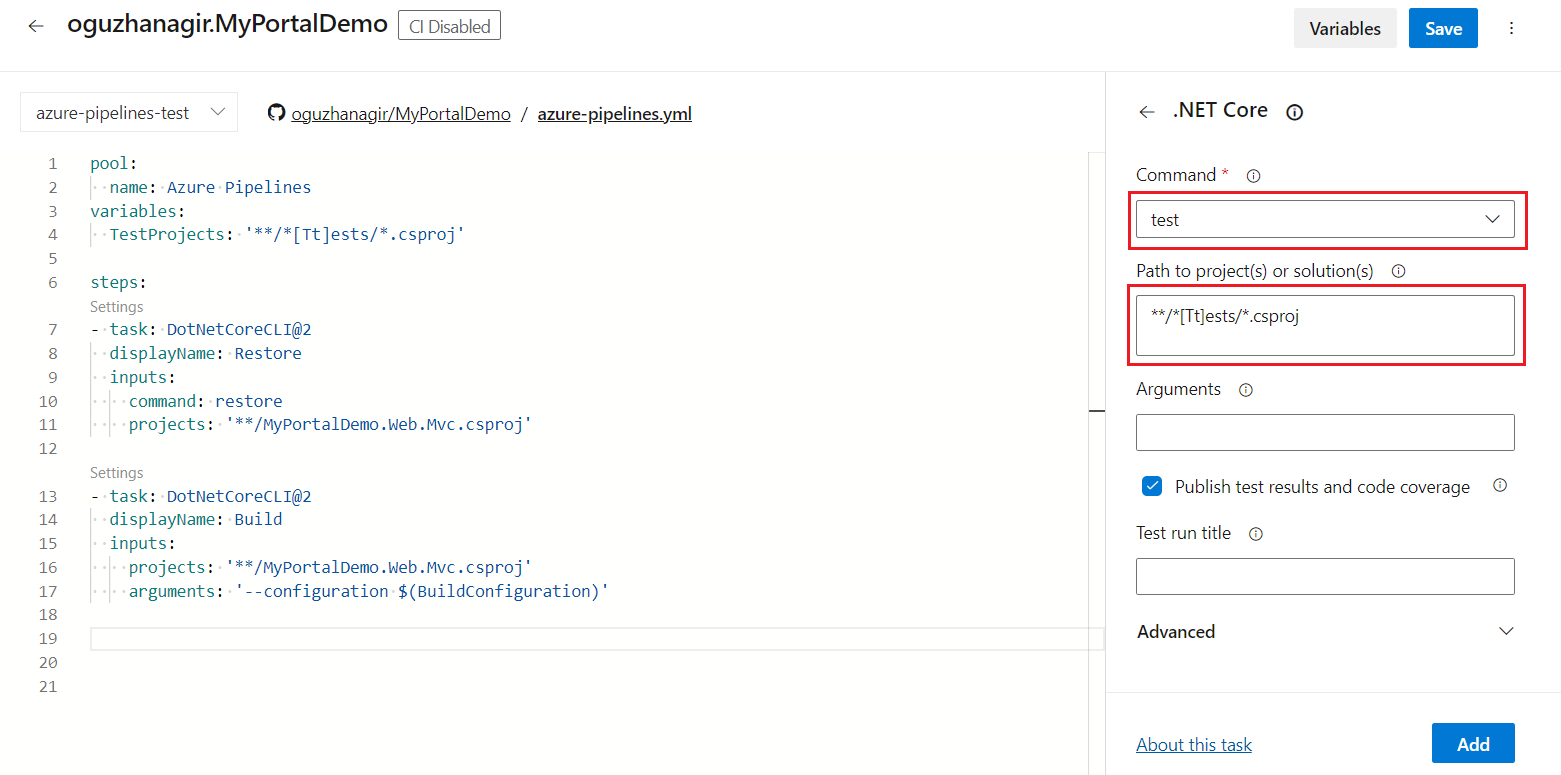 oguzhanagir.MyPortalDemo CI Disabled
Variables Save
azure-pipelines-test oguzhanagir/MyPortalDemo / azure-pipelines.yml
1 pool:
2 name: Azure Pipelines
3 variables:
4 TestProjects: '**/*[Tt]ests/*.csproj'
5
6 steps:
Settings
7 - task: DotNetCoreCLI@2
8 displayName: Restore
9 inputs:
10 command: restore
11 projects: '**/MyPortalDemo.Web.Mvc.csproj'
12
Settings
13 - task: DotNetCoreCLI@2
14 displayName: Build
15 inputs:
16 projects: '**/MyPortalDemo.Web.Mvc.csproj'
17 arguments: '--configuration $(BuildConfiguration)'
18
19
20
21
.NET Core
Command *
test
Path to project(s) or solution(s)
**/*[Tt]ests/*.csproj
Arguments
Publish test results and code coverage
Test run title
Advanced
About this task Add